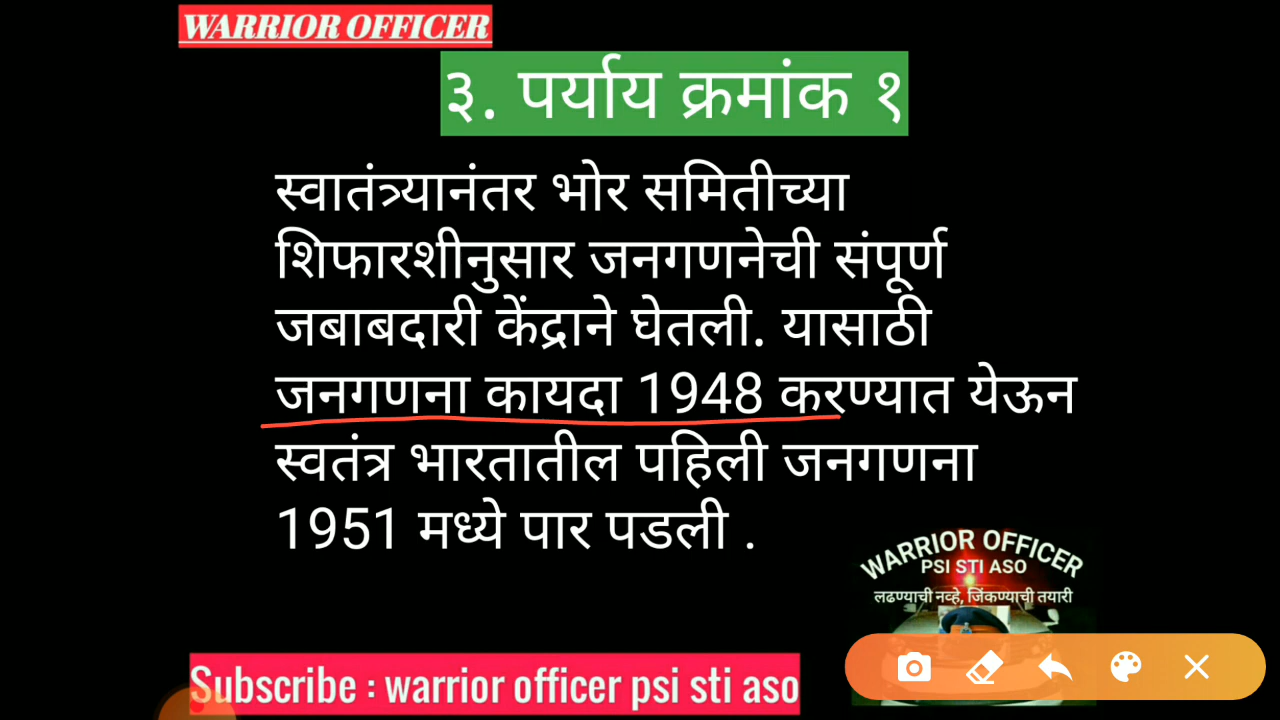 WARRIOR OFFICER
३. पर्याय क्रमांक १
स्वातंत्र्यानंतर भोर समितीच्या
शिफारशीनुसार जनगणनेची संपूर्ण
जबाबदारी केंद्राने घेतली. यासाठी
जनगणना कायदा 1948 करण्यात येऊन
स्वतंत्र भारतातील पहिली जनगणना
1951 मध्ये पार पडली .
WARRIOR OFFICER
PSI STI ASO
लढण्याची नव्हे, जिंकण्याची तयारी
Subscribe : warrior officer psi sti aso